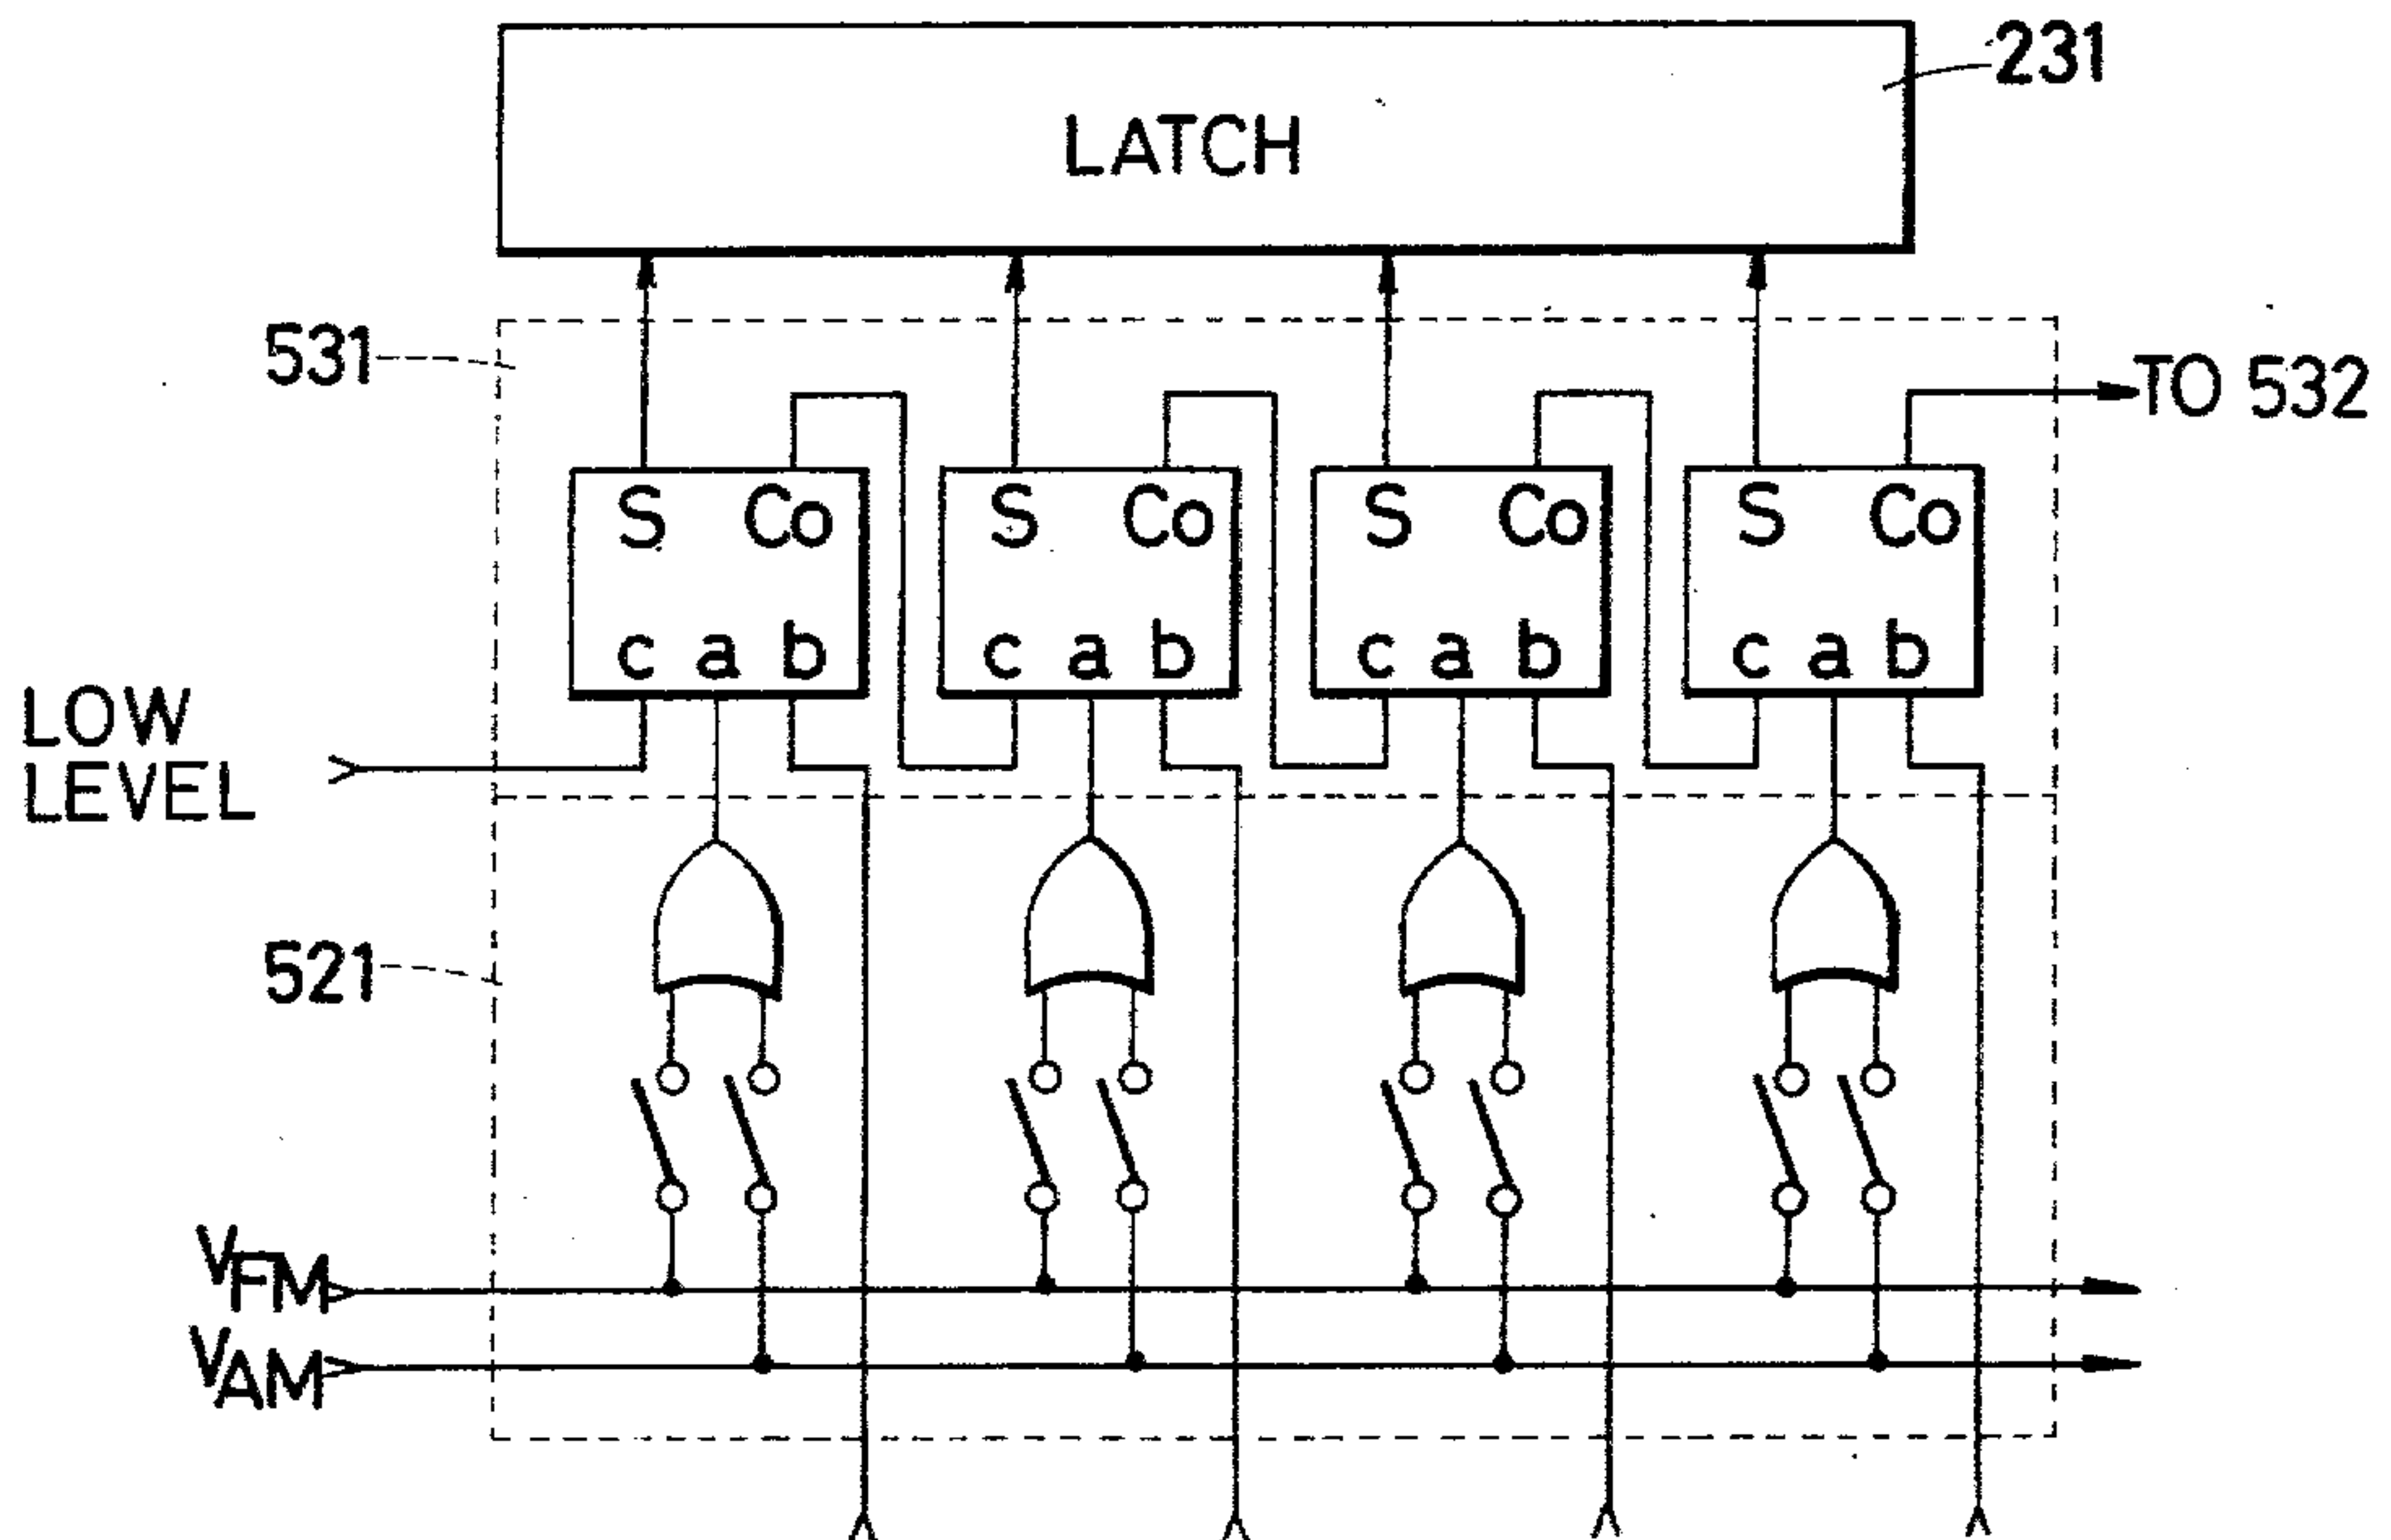 231
LATCH
531
TO 532
S Co S Co S Co S Co
c a b c a b c a b c a b
LOW
LEVEL
521
VFM
VAM